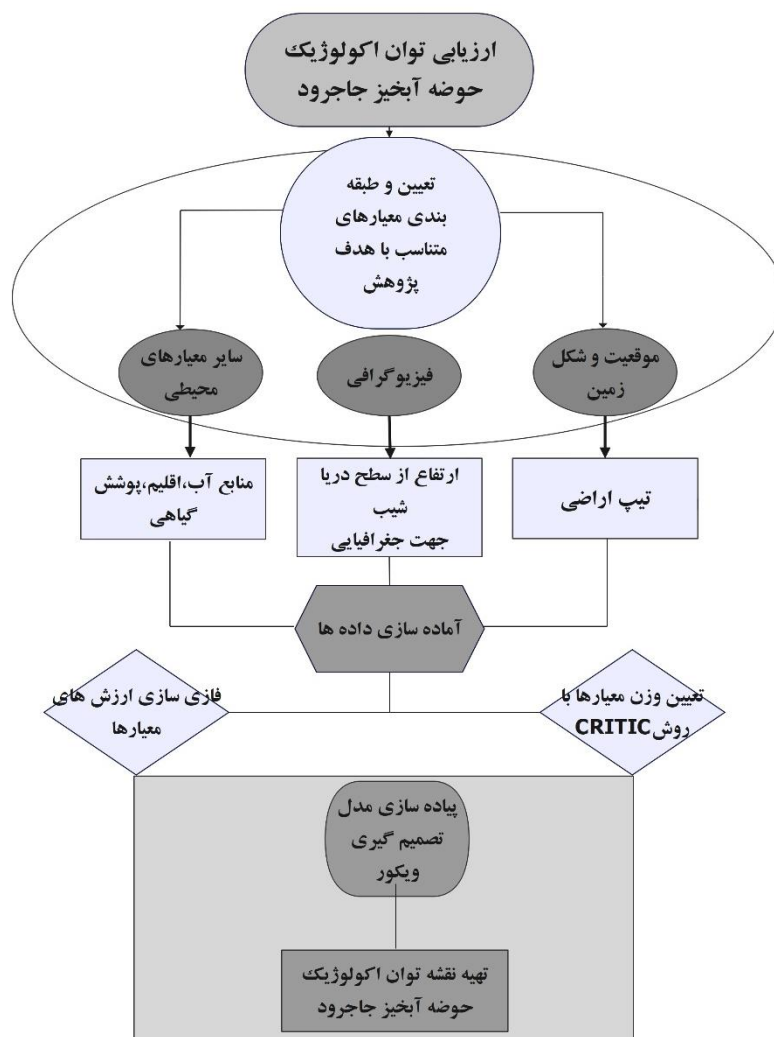 ارزیابی توان اکولوژیک
حوضه آبخیز جاجرود
تعیین و طبقه
بندی معیارهای
متناسب با هدف
پژوهش
موقعیت و شکل
زمین
فیزیوگرافی
سایر معیارهای
محیطی
تیپ اراضی
ارتفاع از سطح دریا
شیب
جهت جغرافیایی
منابع آب،اقلیم،پوشش
گیاهی
آماده سازی داده ها
تعیین وزن معیارها با
روش CRITIC
فازی سازی ارزش های
معیارها
پیاده سازی مدل
تصمیم گیری
ویکور
تهیه نقشه توان اکولوژیک
حوضه آبخیز جاجرود